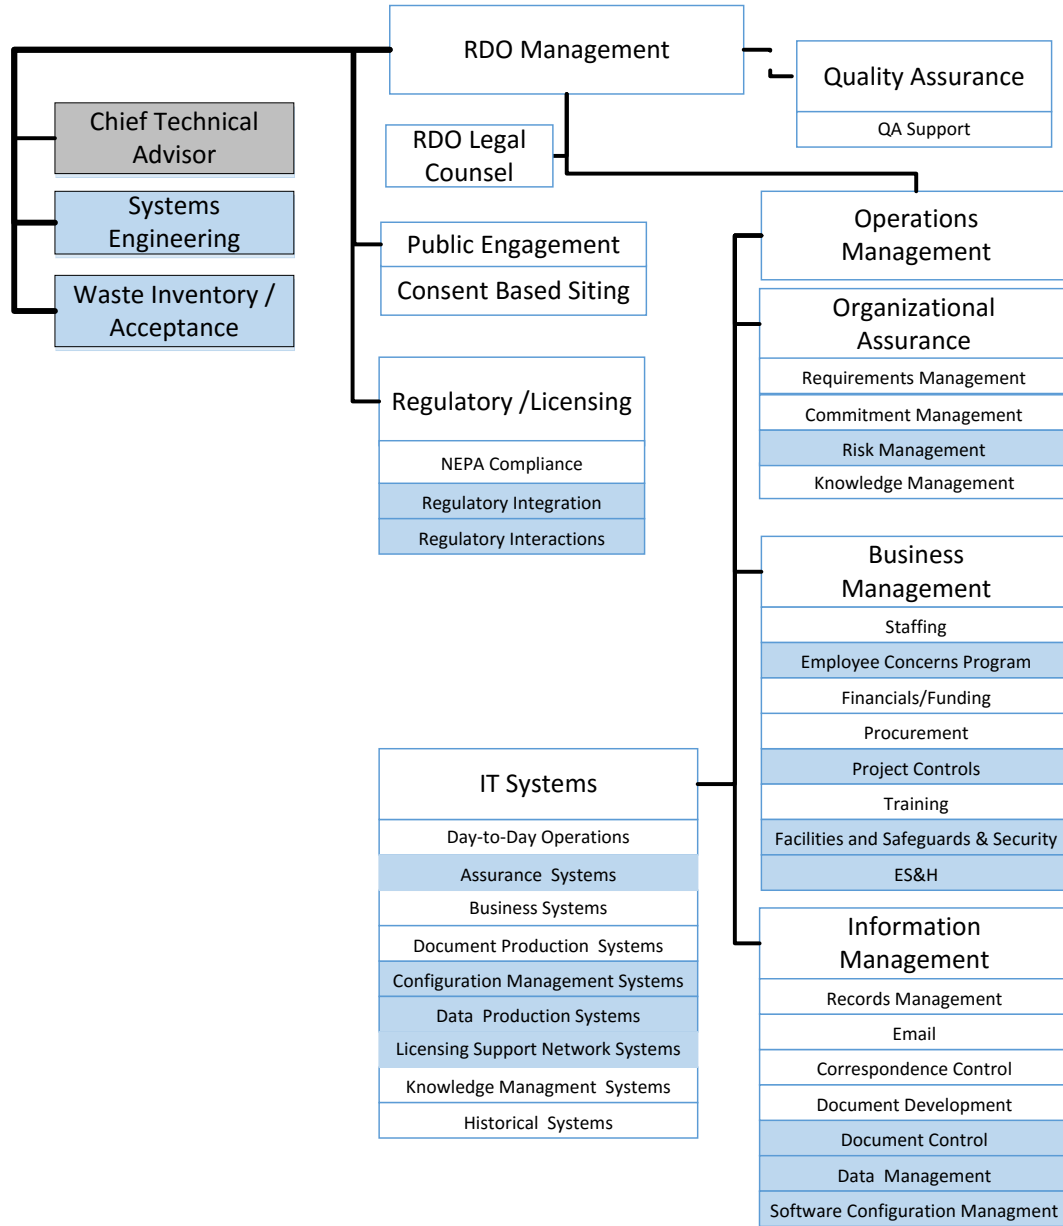 RDO Management
Quality Assurance
QA Support
Chief Technical
Advisor
RDO Legal
Counsel
Systems
Engineering
Waste Inventory /
Acceptance
Public Engagement
Consent Based Siting
Regulatory /Licensing
NEPA Compliance
Regulatory Integration
Regulatory Interactions
Operations
Management
Organizational
Assurance
Requirements Management
Commitment Management
Risk Management
Knowledge Management
Business
Management
Staffing
Employee Concerns Program
Financials/Funding
Procurement
Project Controls
Training
Facilities and Safeguards & Security
ES&H
IT Systems
Day-to-Day Operations
Assurance Systems
Business Systems
Document Production Systems
Configuration Management Systems
Data Production Systems
Licensing Support Network Systems
Knowledge Managment Systems
Historical Systems
Information
Management
Records Management
Email
Correspondence Control
Document Development
Document Control
Data Management
Software Configuration Managment